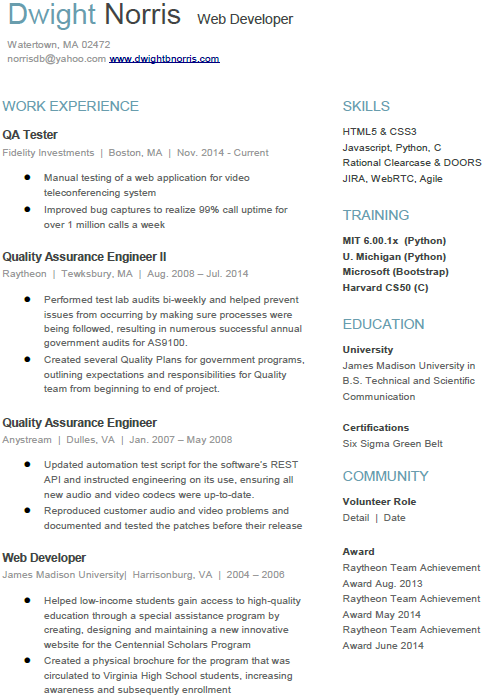 Dwight Norris Web Developer
Watertown, MA 02472
norrisdb@yahoo.com www.dwightbnorris.com
WORK EXPERIENCE
QA Tester
Fidelity Investments | Boston, MA | Nov. 2014 - Current
● Manual testing of a web application for video
teleconferencing system
● Improved bug captures to realize 99% call uptime for
over 1 million calls a week
Quality Assurance Engineer II
Raytheon | Tewksbury, MA | Aug. 2008 – Jul. 2014
● Performed test lab audits bi-weekly and helped prevent
issues from occurring by making sure processes were
being followed, resulting in numerous successful annual
government audits for AS9100.
● Created several Quality Plans for government programs,
outlining expectations and responsibilities for Quality
team from beginning to end of project.
Quality Assurance Engineer
Anystream | Dulles, VA | Jan. 2007 – May 2008
● Updated automation test script for the software's REST
API and instructed engineering on its use, ensuring all
new audio and video codecs were up-to-date.
● Reproduced customer audio and video problems and
documented and tested the patches before their release
Web Developer
James Madison University| Harrisonburg, VA | 2004 – 2006
● Helped low-income students gain access to high-quality
education through a special assistance program by
creating, designing and maintaining a new innovative
website for the Centennial Scholars Program
● Created a physical brochure for the program that was
circulated to Virginia High School students, increasing
awareness and subsequently enrollment
SKILLS
HTML5 & CSS3
Javascript, Python, C
Rational Clearcase & DOORS
JIRA, WebRTC, Agile
TRAINING
MIT 6.00.1x (Python)
U. Michigan (Python)
Microsoft (Bootstrap)
Harvard CS50 (C)
EDUCATION
University
James Madison University in
B.S. Technical and Scientific
Communication
Certifications
Six Sigma Green Belt
COMMUNITY
Volunteer Role
Detail | Date
Award
Raytheon Team Achievement
Award Aug. 2013
Raytheon Team Achievement
Award May 2014
Raytheon Team Achievement
Award June 2014